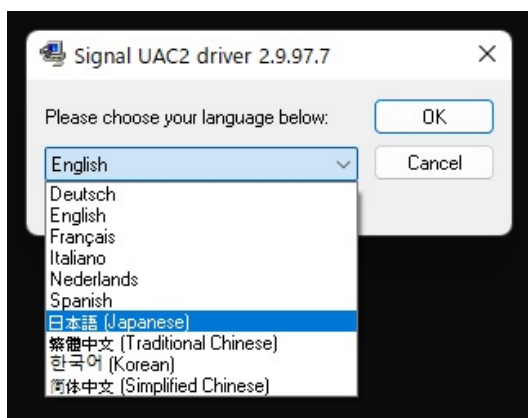 Signal UAC2 driver 2.9.97.7
Please choose your language below:
OK
English
Cancel
Deutsch
English
Français
Italiano
Nederlands
Spanish
日本語 (Japanese)
繁體中文 (Traditional Chinese)
한국어 (Korean)
简体中文 (Simplified Chinese)